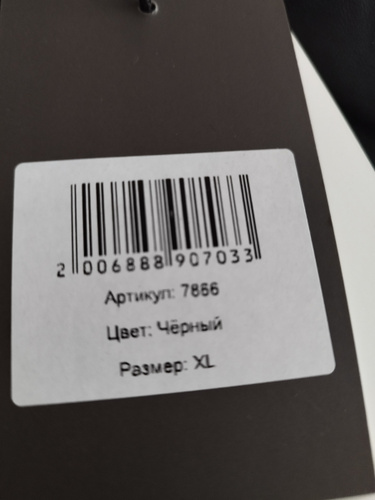 2 006888 907033
Артикул: 7866
Цвет: Чёрный
Размер: XL